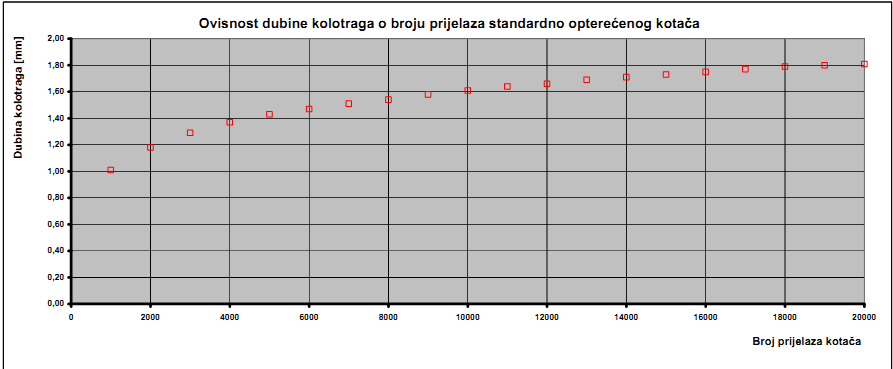 Ovisnost dubine kolotraga o broju prijelaza standardno opterećenog kotača
Dubina kolotraga [mm]
2,00
1,80
1,60
1,40
1,20
1,00
0,80
0,60
0,40
0,20
0,00
0 2000 4000 6000 8000 10000 12000 14000 16000 18000 20000
Broj prijelaza kotača